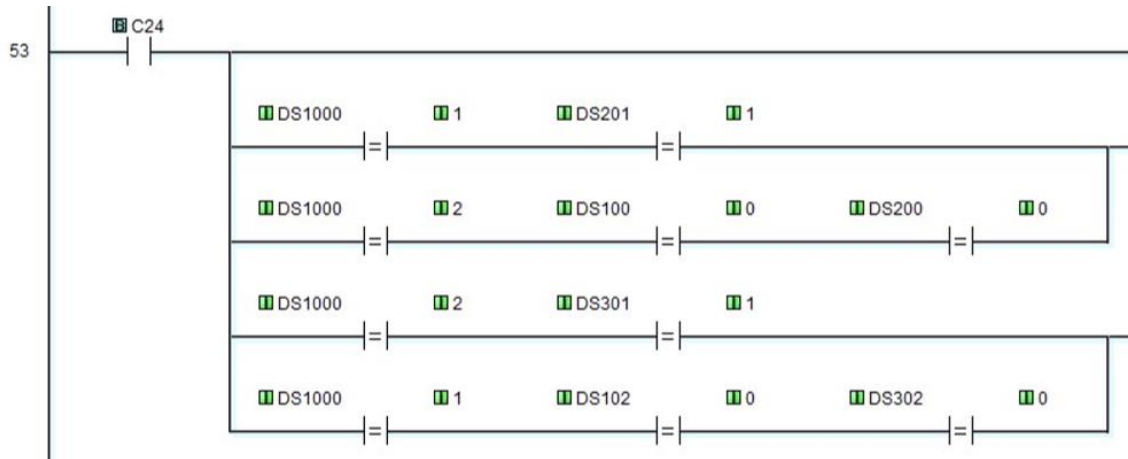 B C24
53
I DS1000 I 1 I DS201 I 1
= =
I DS1000 I 2 I DS100 I 0 I DS200 I 0
= = =
I DS1000 I 2 I DS301 I 1
= =
I DS1000 I 1 I DS102 I 0 I DS302 I 0
= = =